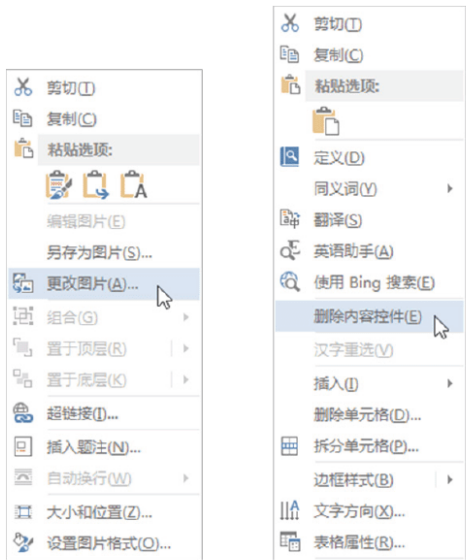 剪切(T)
复制(C)
粘贴选项:
编辑图片(E)
另存为图片(S)...
更改图片(A)...
组合(G)
置于顶层(R)
置于底层(K)
超链接(I)...
插入题注(N)...
自动换行(W)
大小和位置(Z)...
设置图片格式(O)...
剪切(T)
复制(C)
粘贴选项:
定义(D)
同义词(Y)
翻译(S)
英语助手(A)
使用 Bing 搜索(E)
删除内容控件(E)
汉字重选(V)
插入(I)
删除单元格(D)...
拆分单元格(P)...
边框样式(B)
文字方向(X)...
表格属性(R)...